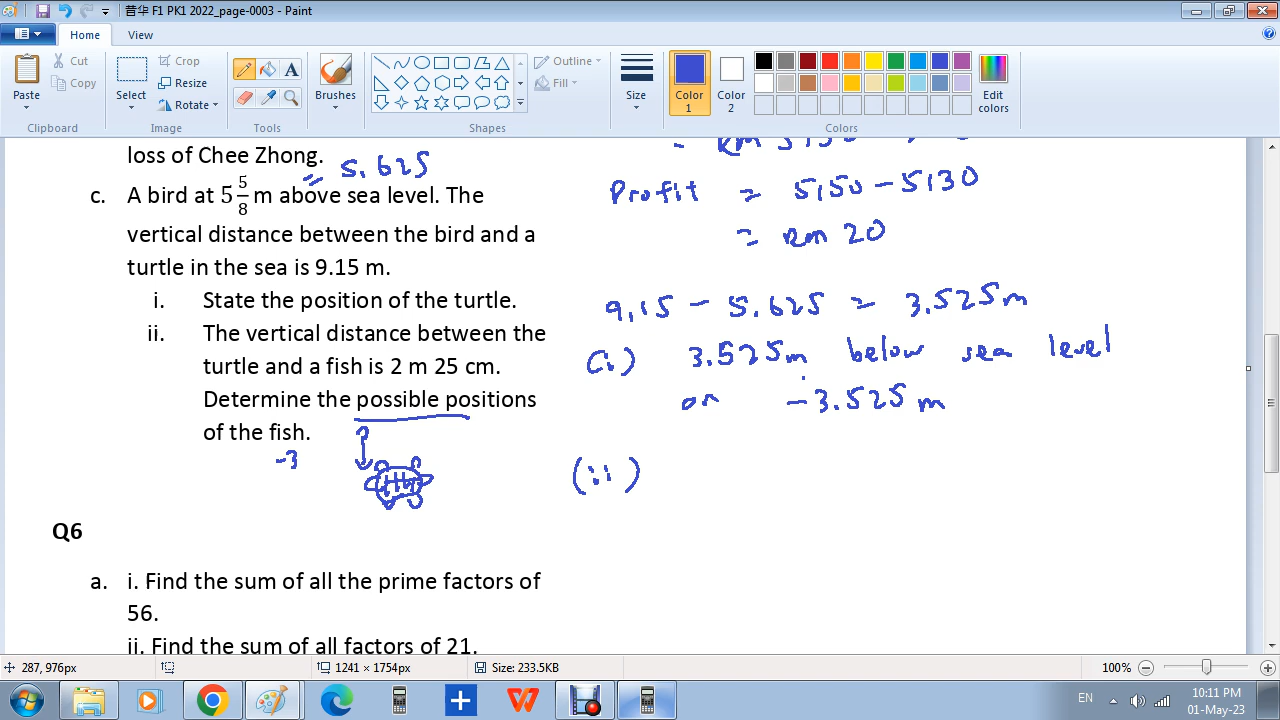 普华 F1 PK1 2022_page-0003 - Paint
Home
View
Paste
Cut
Copy
Clipboard
Select
Crop
Resize
Rotate
Image
Tools
Brushes
Outline
Fill
Shapes
Size
Color 1
Color 2
Edit colors
Colors
loss of Chee Zhong.
= 5.625
c. A bird at 5 5/8 m above sea level. The
vertical distance between the bird and a
turtle in the sea is 9.15 m.
i. State the position of the turtle.
ii. The vertical distance between the
turtle and a fish is 2 m 25 cm.
Determine the possible positions
of the fish.
-3
Q6
a. i. Find the sum of all the prime factors of
56.
ii. Find the sum of all factors of 21.
= RM 5150
Profit = 5150 - 5130
= RM 20
9.15 - 5.625 = 3.525m
(i) 3.525m below sea level
or -3.525 m
(ii)
287, 976px
1241 × 1754px
Size: 233.5KB
100%
EN
10:11 PM
01-May-23